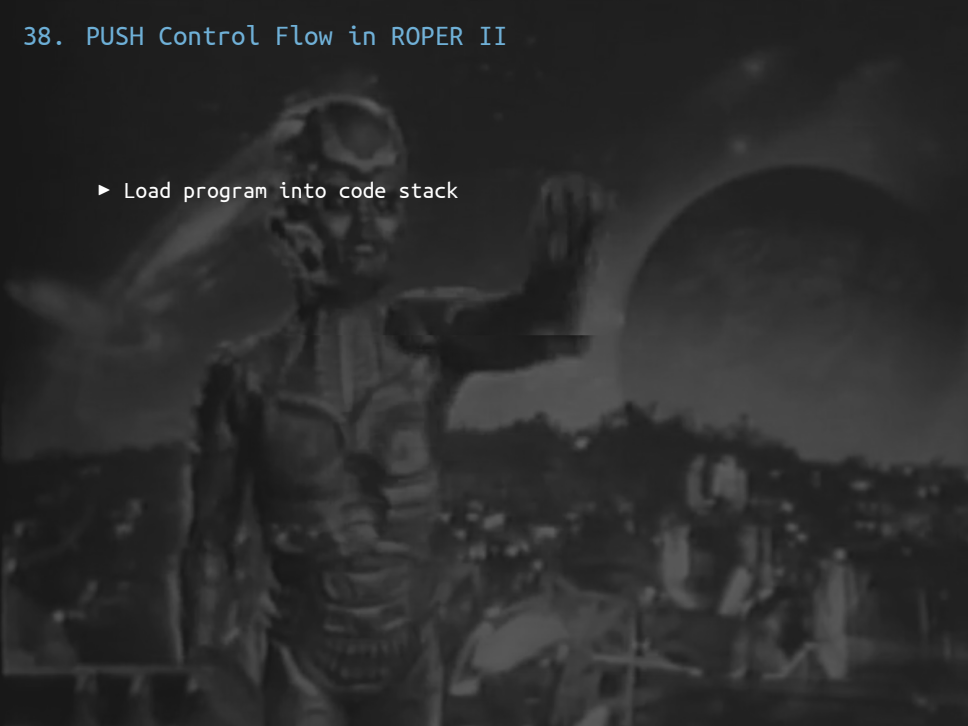 38. PUSH Control Flow in ROPER II
▶ Load program into code stack